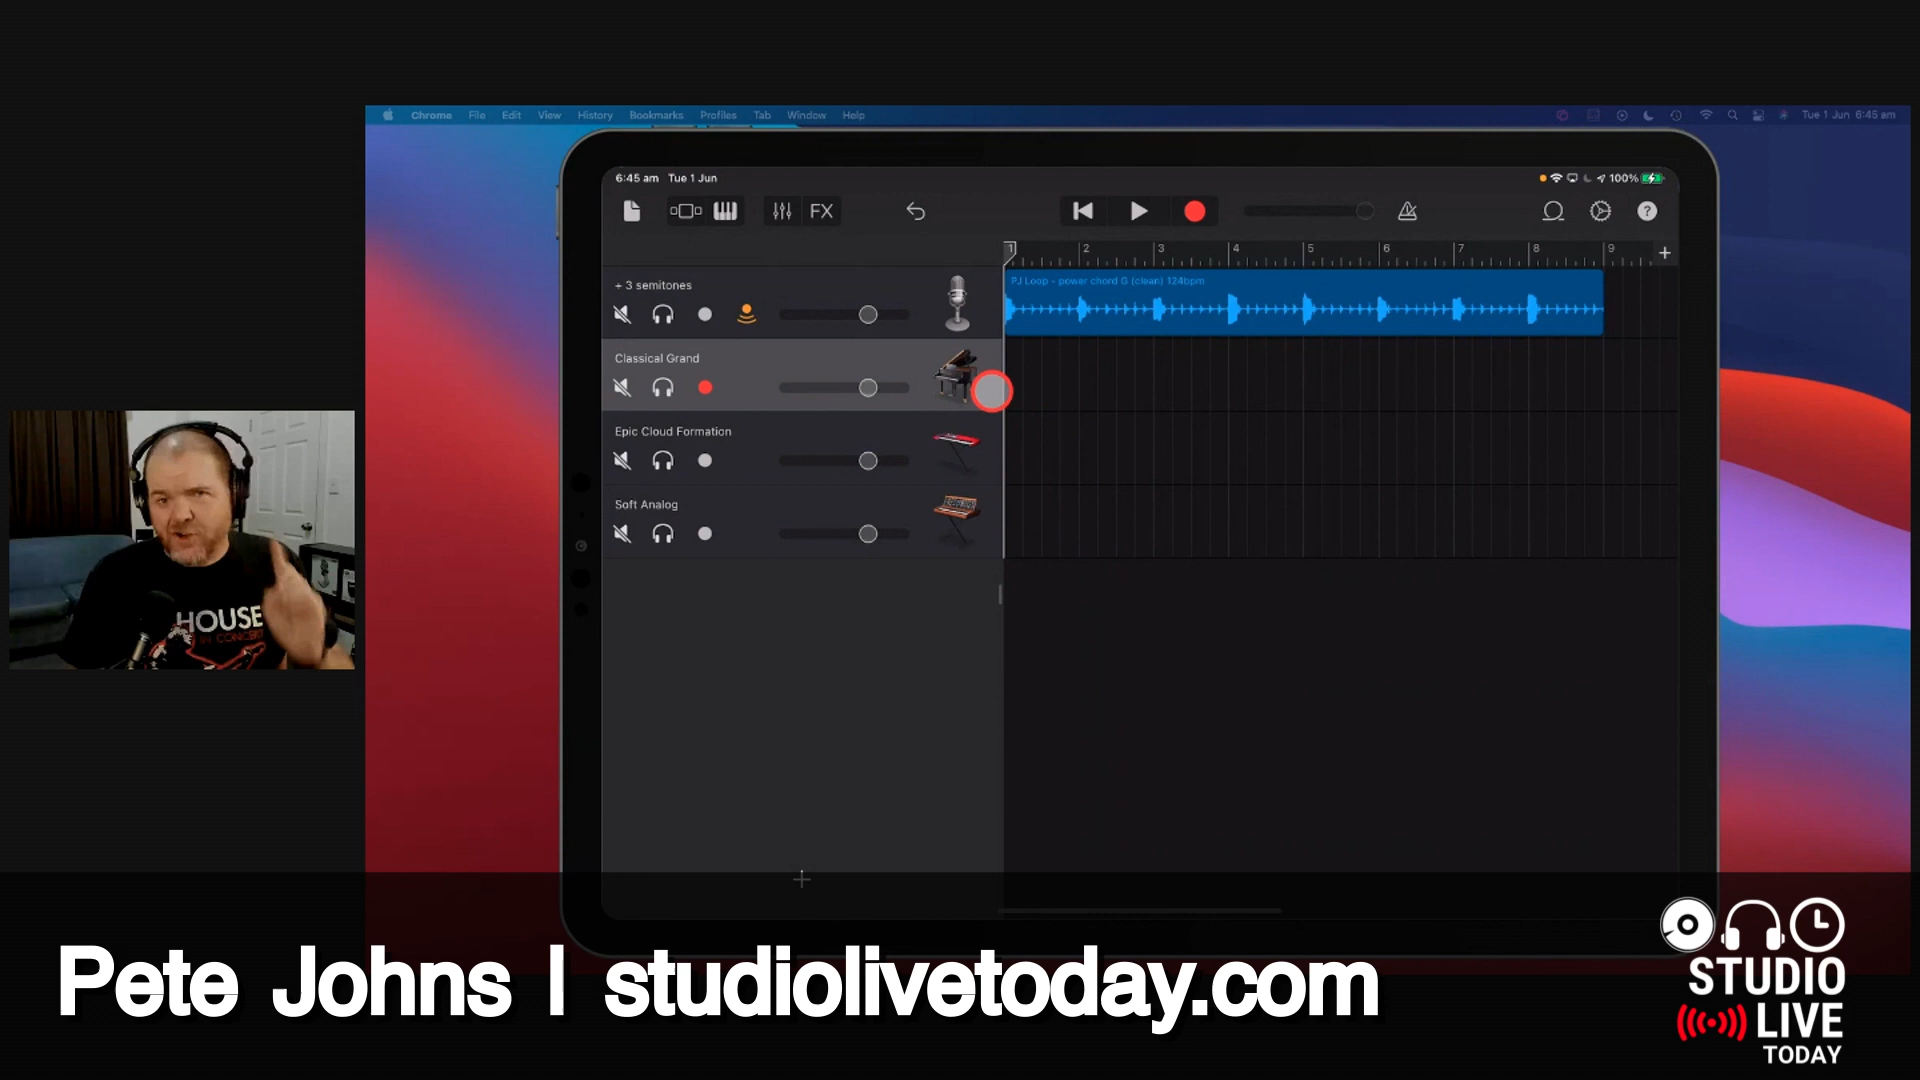 Chrome File Edit View History Bookmarks Profiles Tab Window Help
Tue 1 Jun 6:45 am
6:45 am Tue 1 Jun
100%
FX
?
1 2 3 4 5 6 7 8 9
+ 3 semitones
PJ Loop - power chord G (clean) 124bpm
Classical Grand
Epic Cloud Formation
Soft Analog
HOUSE
IN CONCERT
Pete Johns | studiolivetoday.com
STUDIO
LIVE
TODAY